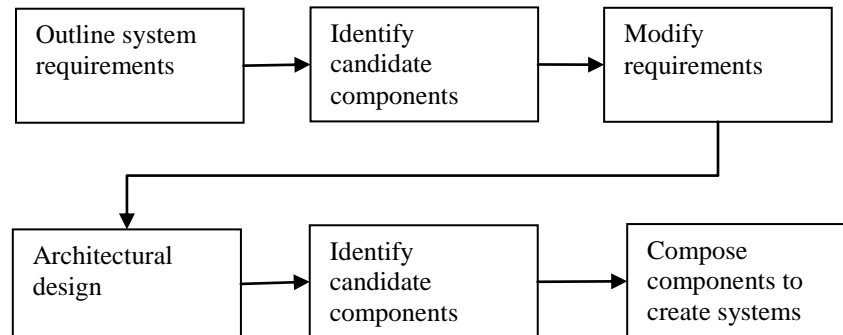 Outline system
requirements
Identify
candidate
components
Modify
requirements
Architectural
design
Identify
candidate
components
Compose
components to
create systems